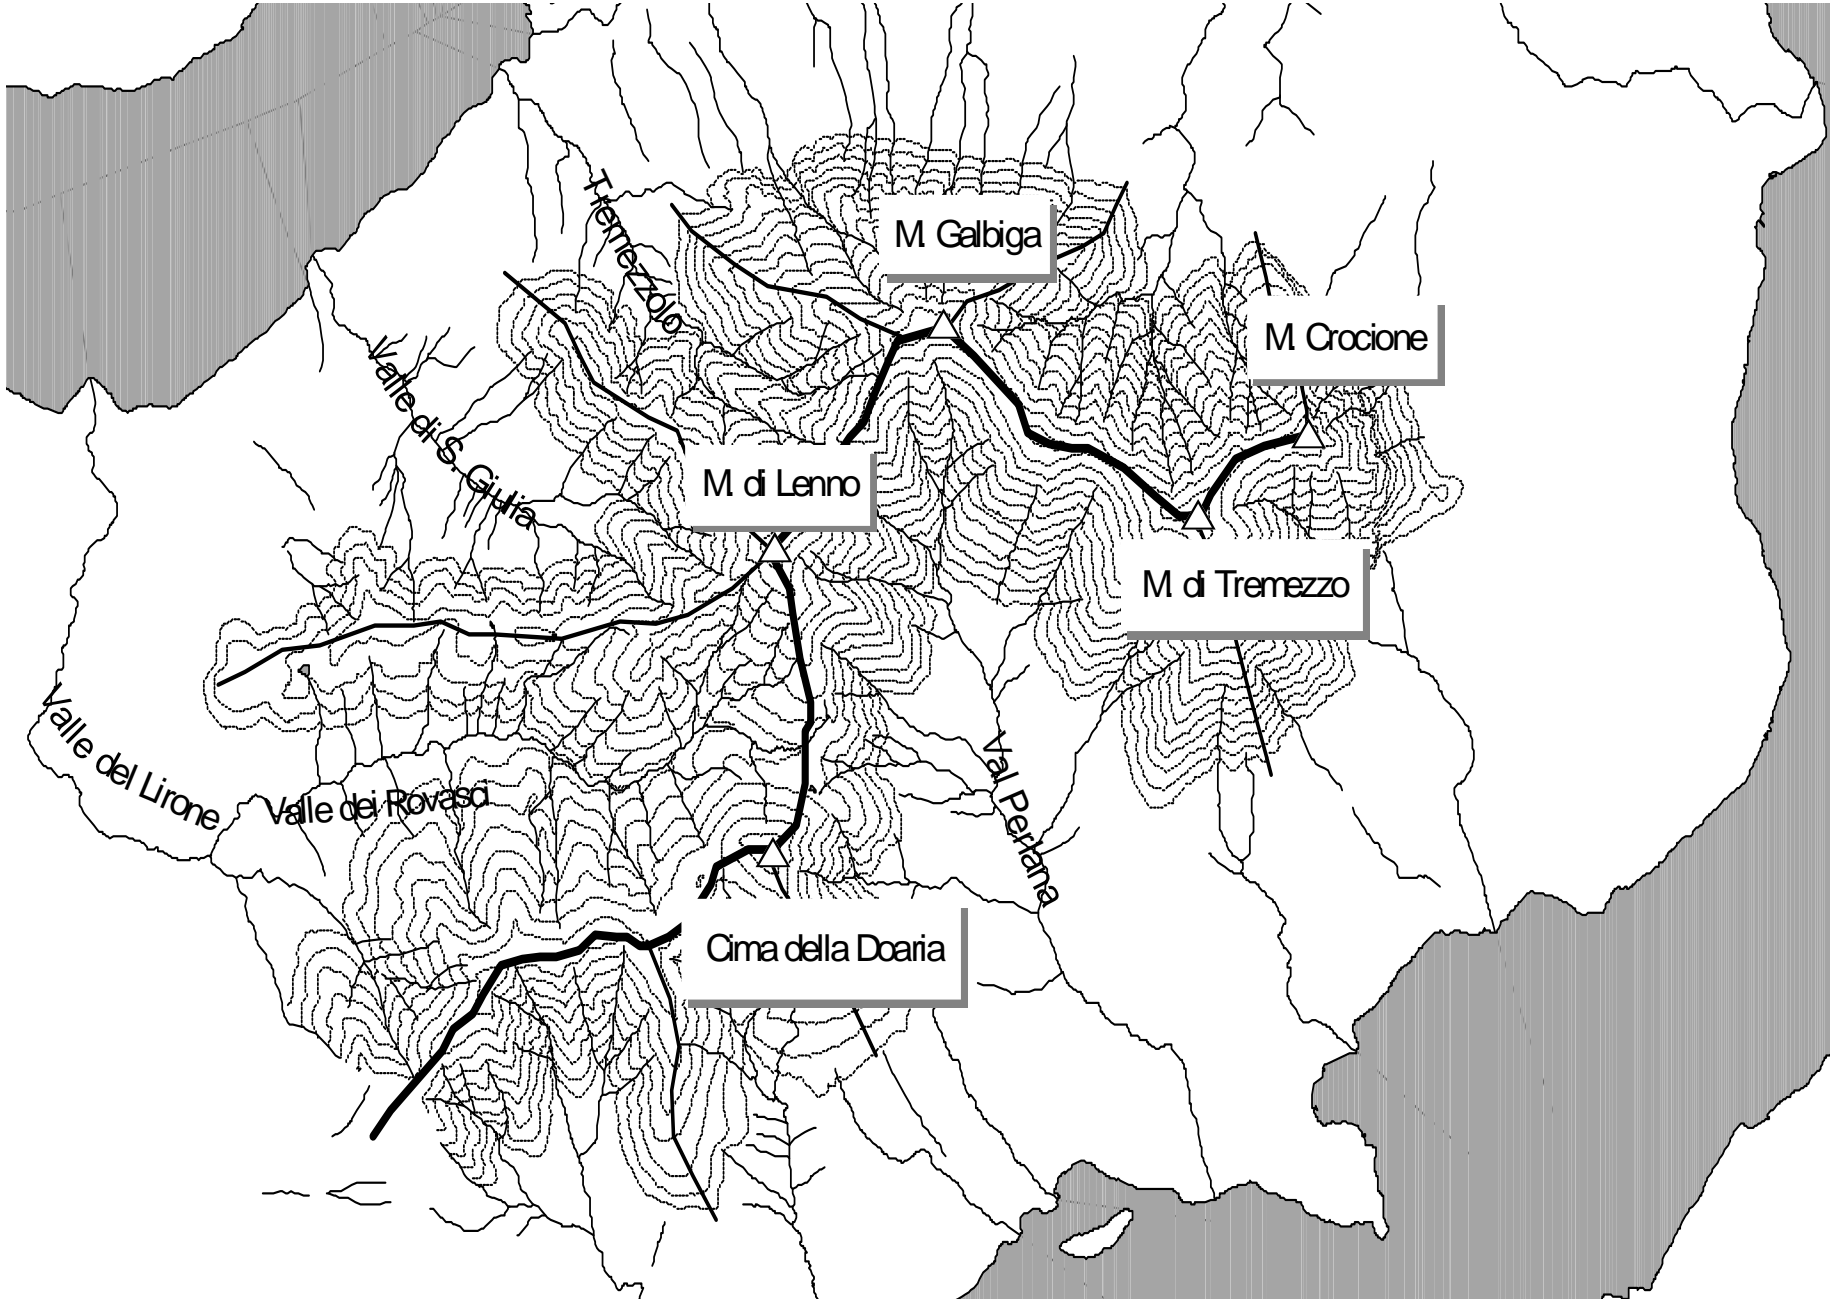 Tremezzolo
M. Galbiga
M. Crocione
Valle di S. Giulia
M. di Lenno
M. di Tremezzo
Valle del Lirone
Valle dei Rovasci
Val Perlana
Cima della Doaria